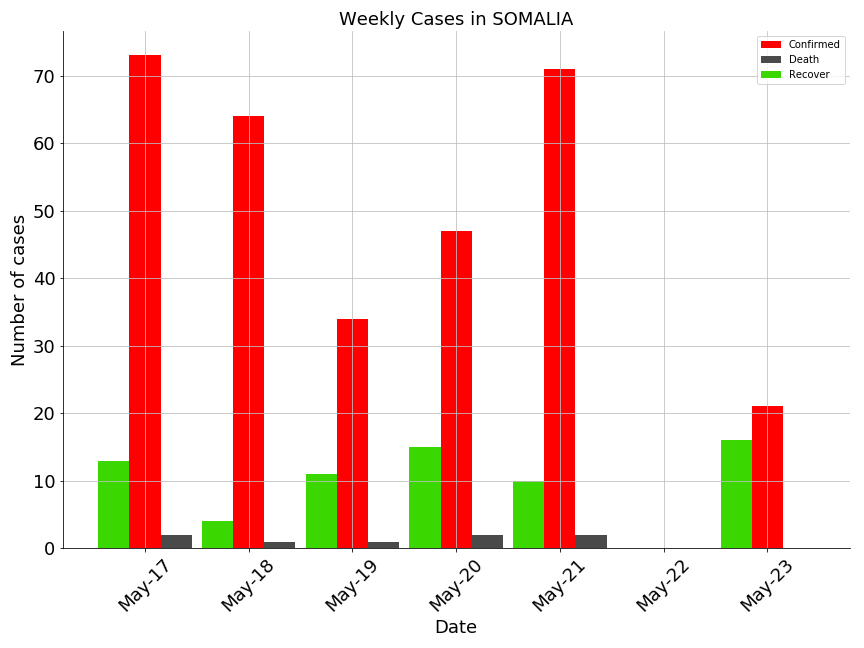 Weekly Cases in SOMALIA
Confirmed
Death
Recover
Number of cases
70
60
50
40
30
20
10
0
May-17
May-18
May-19
May-20
May-21
May-22
May-23
Date